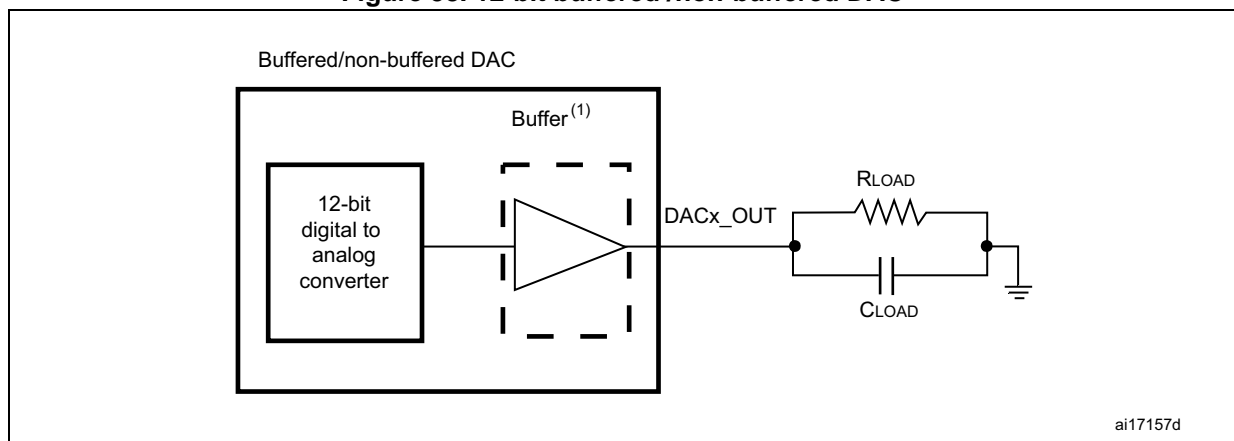 Buffered/non-buffered DAC
Buffer(1)
12-bit
digital to
analog
converter
DACx_OUT
RLOAD
CLOAD
ai17157d